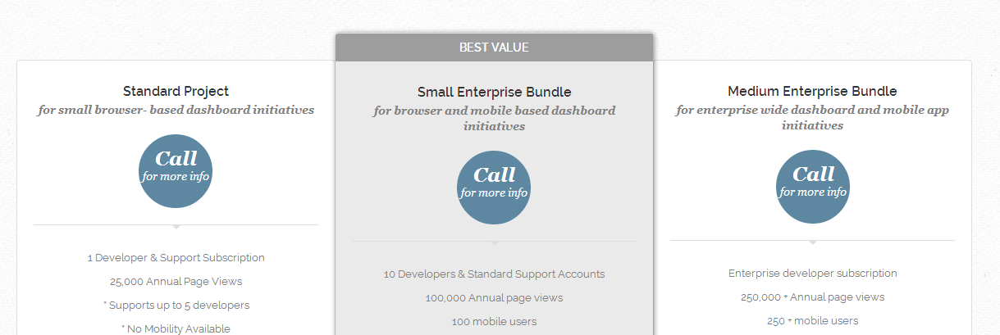 BEST VALUE
Standard Project
for small browser- based dashboard initiatives
Call
for more info
1 Developer & Support Subscription
25,000 Annual Page Views
* Supports up to 5 developers
* No Mobility Available
Small Enterprise Bundle
for browser and mobile based dashboard
initiatives
Call
for more info
10 Developers & Standard Support Accounts
100,000 Annual page views
100 mobile users
Medium Enterprise Bundle
for enterprise wide dashboard and mobile app
initiatives
Call
for more info
Enterprise developer subscription
250,000 + Annual page views
250 + mobile users